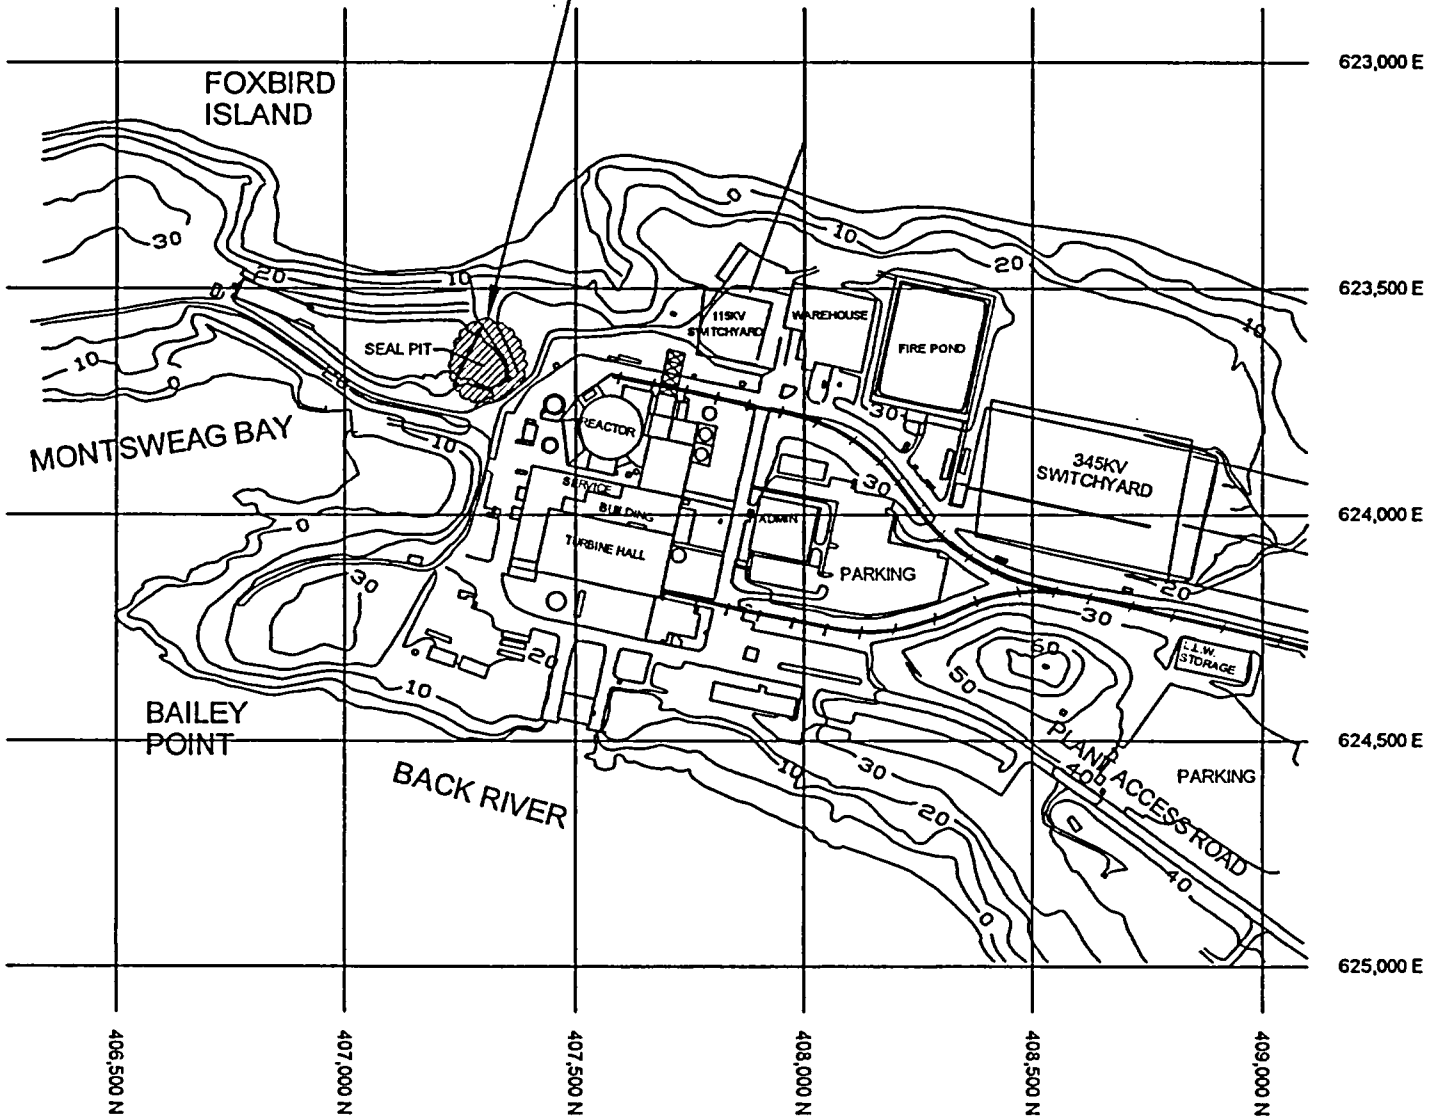 623,000 E
FOXBIRD
ISLAND
0
10
30
20
20
10
623,500 E
115KV
SWITCHYARD
WAREHOUSE
10
FIRE POND
SEAL PIT
10
20
0
30
REACTOR
MONTSWEAG BAY
10
345KV
SWITCHYARD
SERVICE
30
BUILDING
ADMIN
0
624,000 E
TURBINE HALL
PARKING
30
20
30
60
L.L.W.
STORAGE
20
50
10
BAILEY
POINT
PLANT ACCESS ROAD
624,500 E
BACK RIVER
10
30
40
PARKING
20
40
0
625,000 E
406,500 N
407,000 N
407,500 N
408,000 N
408,500 N
409,000 N